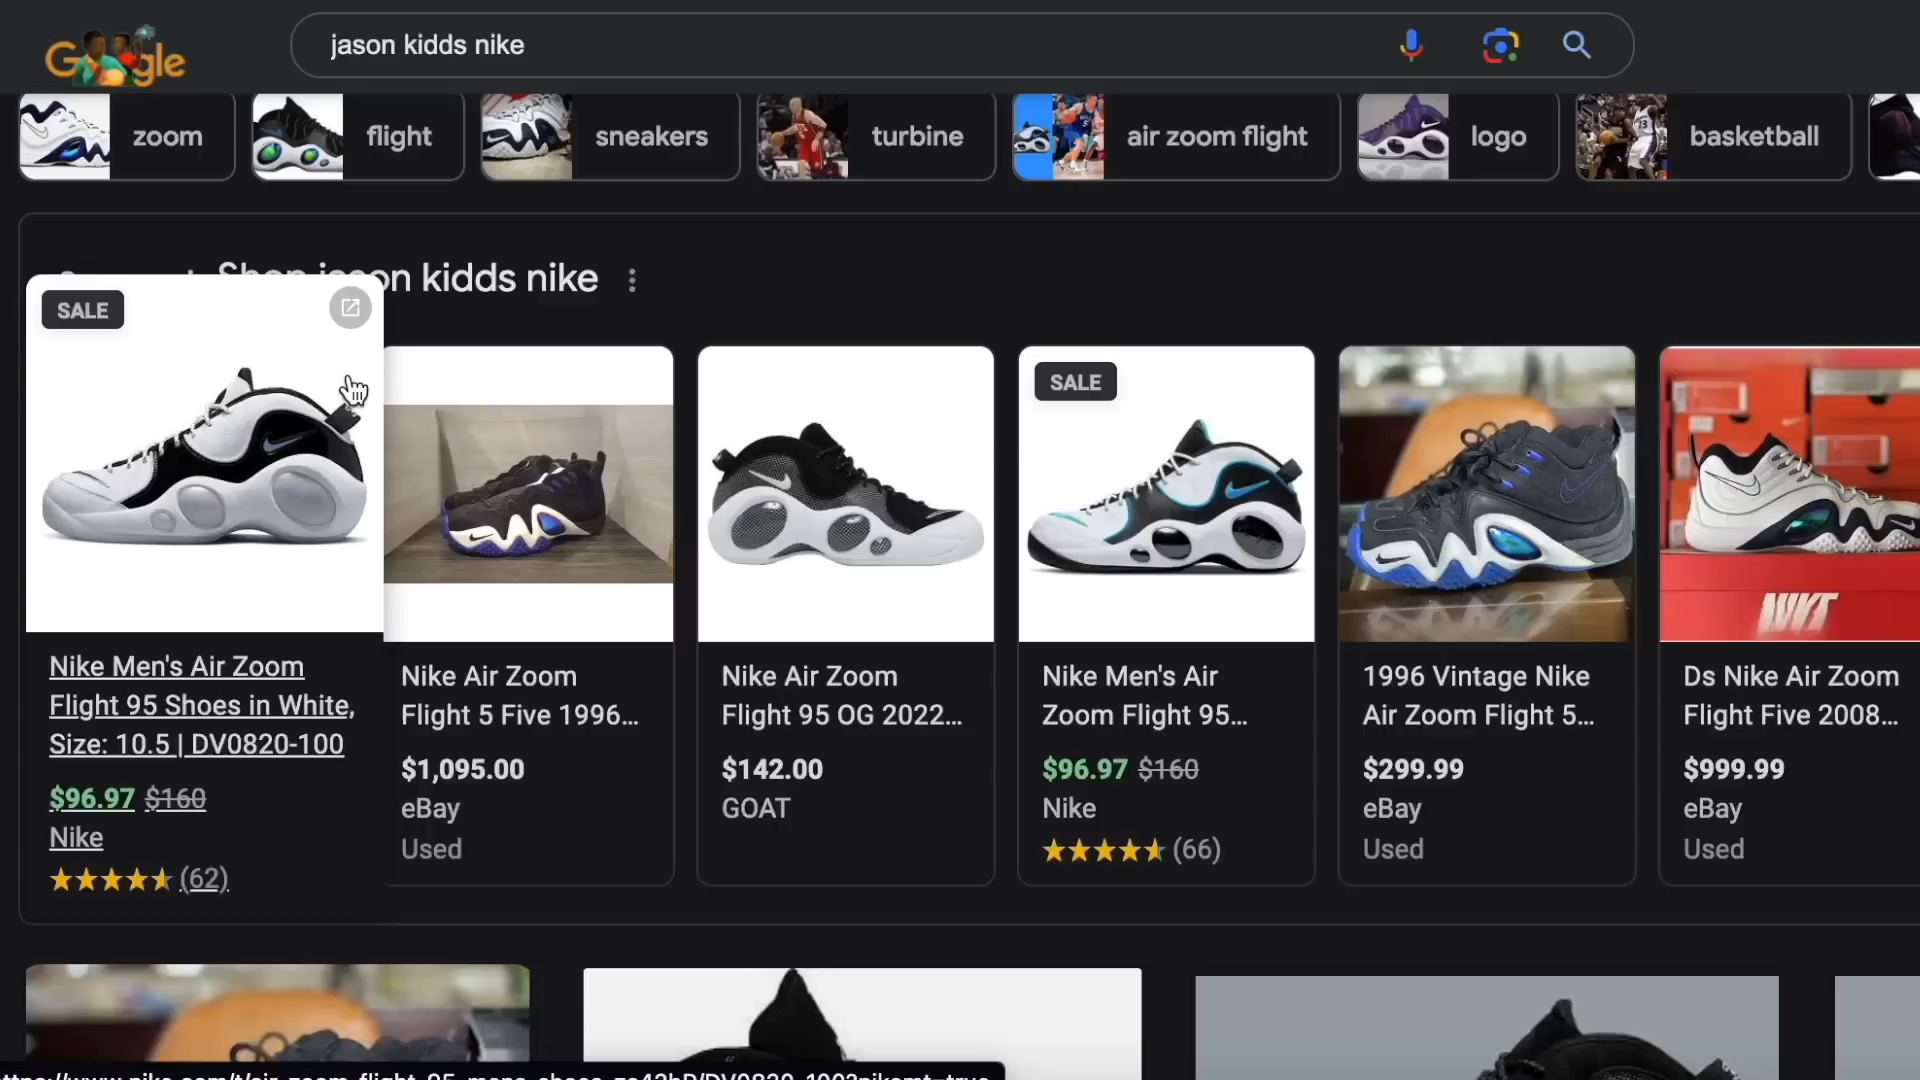 Google
jason kidds nike
zoom
flight
sneakers
turbine
air zoom flight
logo
basketball
Shop jason kidds nike
SALE
Nike Men's Air Zoom
Flight 95 Shoes in White,
Size: 10.5 | DV0820-100
$96.97 $160
Nike
(62)
Nike Air Zoom
Flight 5 Five 1996...
$1,095.00
eBay
Used
Nike Air Zoom
Flight 95 OG 2022...
$142.00
GOAT
SALE
Nike Men's Air
Zoom Flight 95...
$96.97 $160
Nike
(66)
1996 Vintage Nike
Air Zoom Flight 5...
$299.99
eBay
Used
Ds Nike Air Zoom
Flight Five 2008...
$999.99
eBay
Used